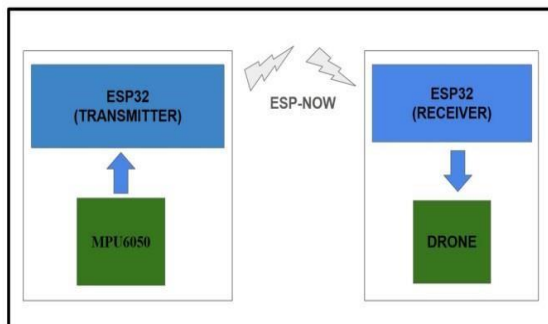 ESP32
(TRANSMITTER)
MPU6050
ESP-NOW
ESP32
(RECEIVER)
DRONE